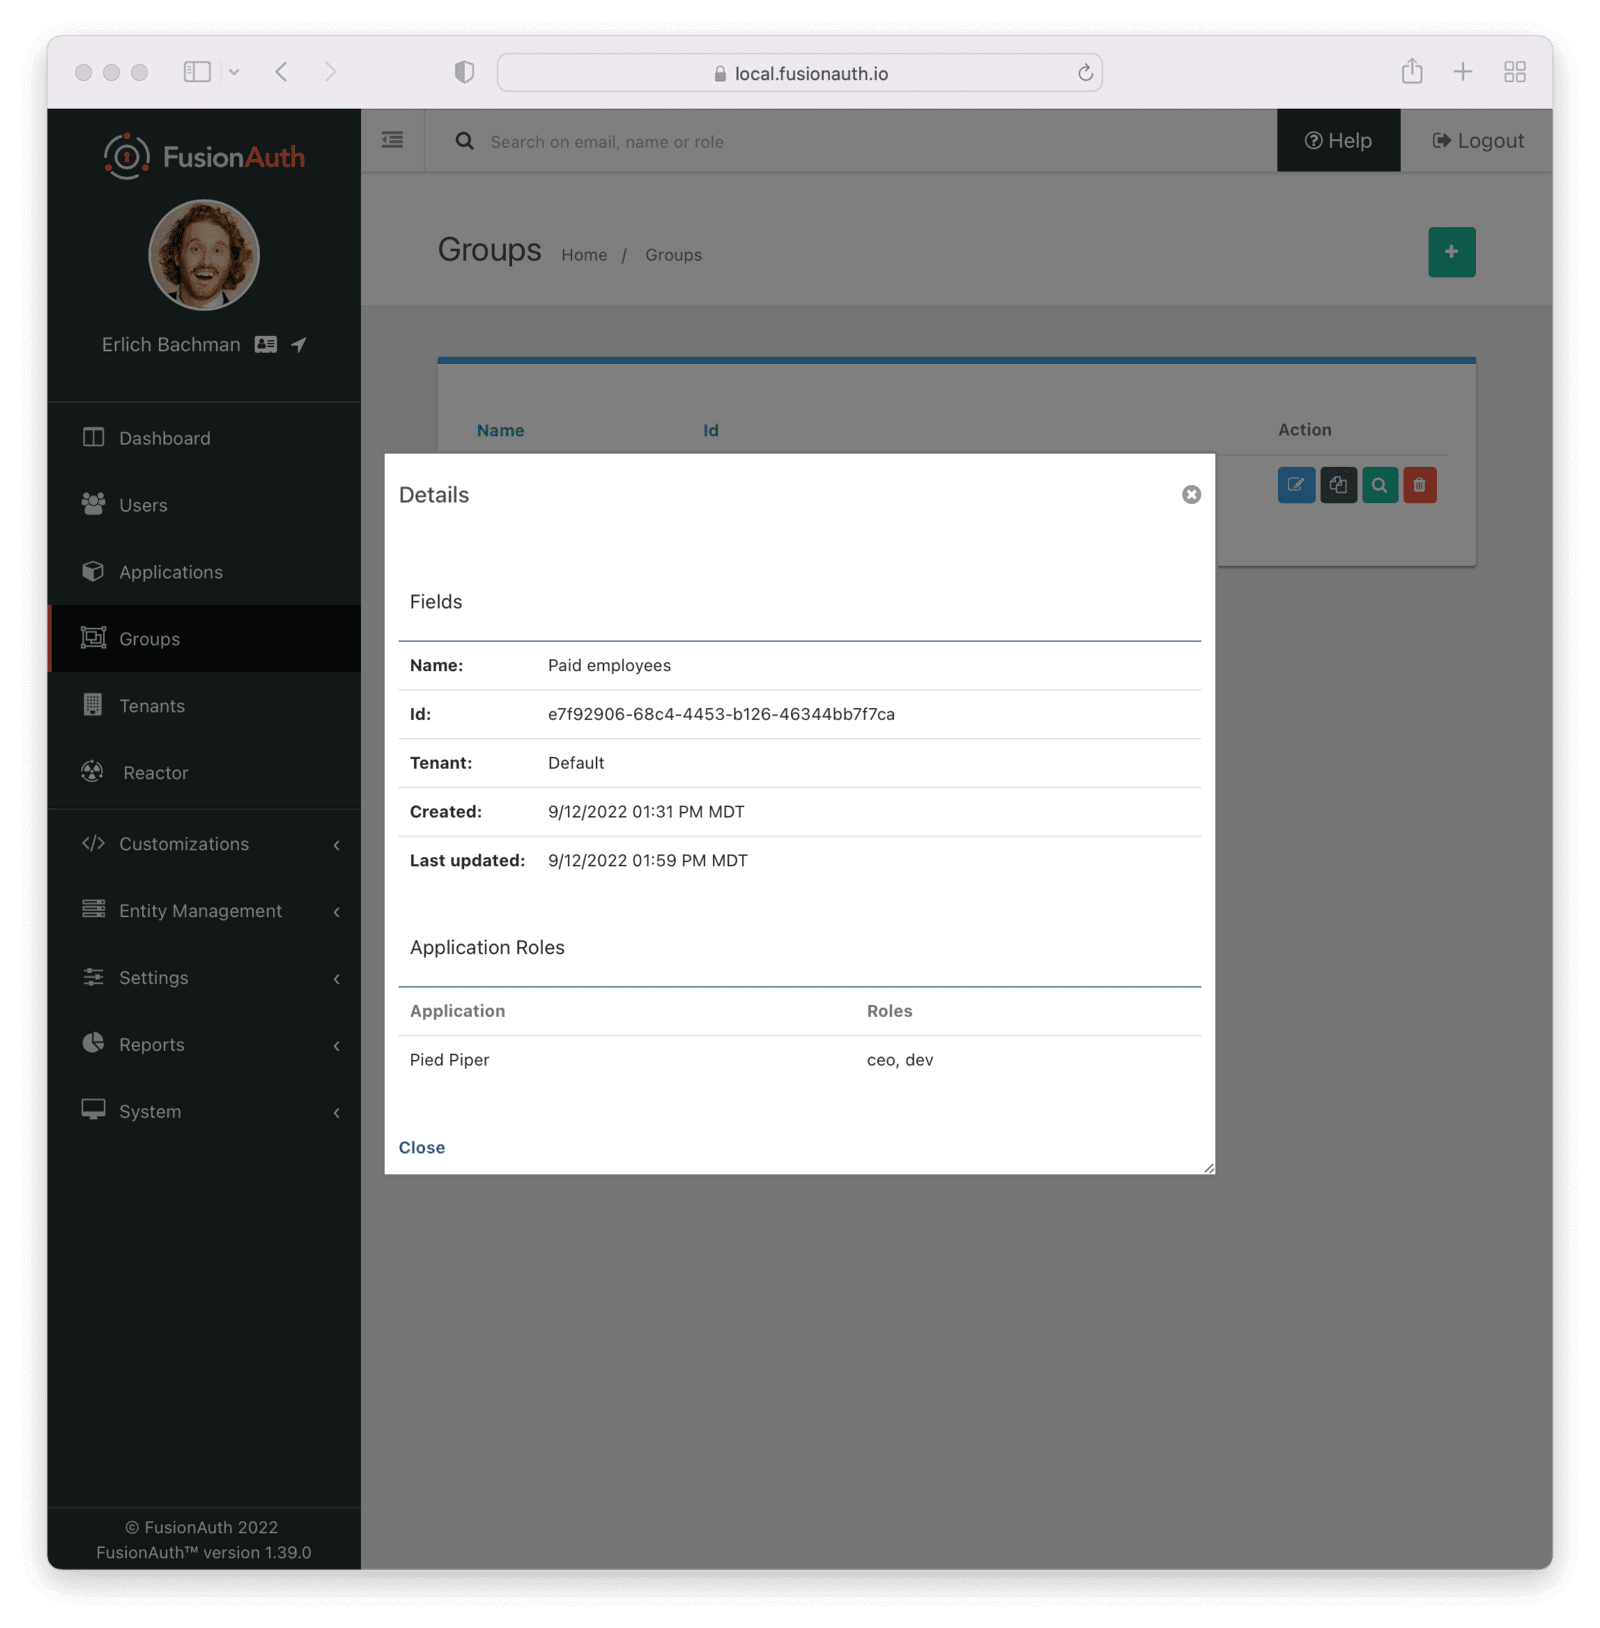 local.fusionauth.io
FusionAuth
Search on email, name or role
Help
Logout
Erlich Bachman
Groups
Home / Groups
Dashboard
Users
Applications
Groups
Tenants
Reactor
Customizations
Entity Management
Settings
Reports
System
Name Id Action
Details
Fields
Name: Paid employees
Id: e7f92906-68c4-4453-b126-46344bb7f7ca
Tenant: Default
Created: 9/12/2022 01:31 PM MDT
Last updated: 9/12/2022 01:59 PM MDT
Application Roles
Application Roles
Pied Piper ceo, dev
Close
© FusionAuth 2022
FusionAuth™ version 1.39.0